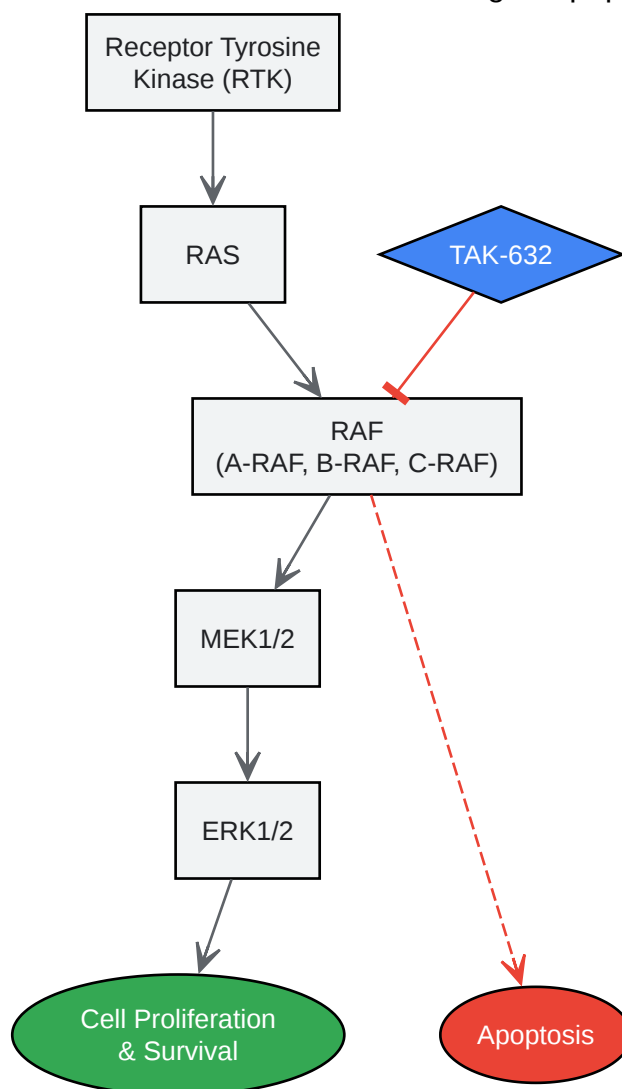 Receptor Tyrosine
Kinase (RTK)
RAS
TAK-632
RAF
(A-RAF, B-RAF, C-RAF)
MEK1/2
ERK1/2
Cell Proliferation
& Survival
Apoptosis